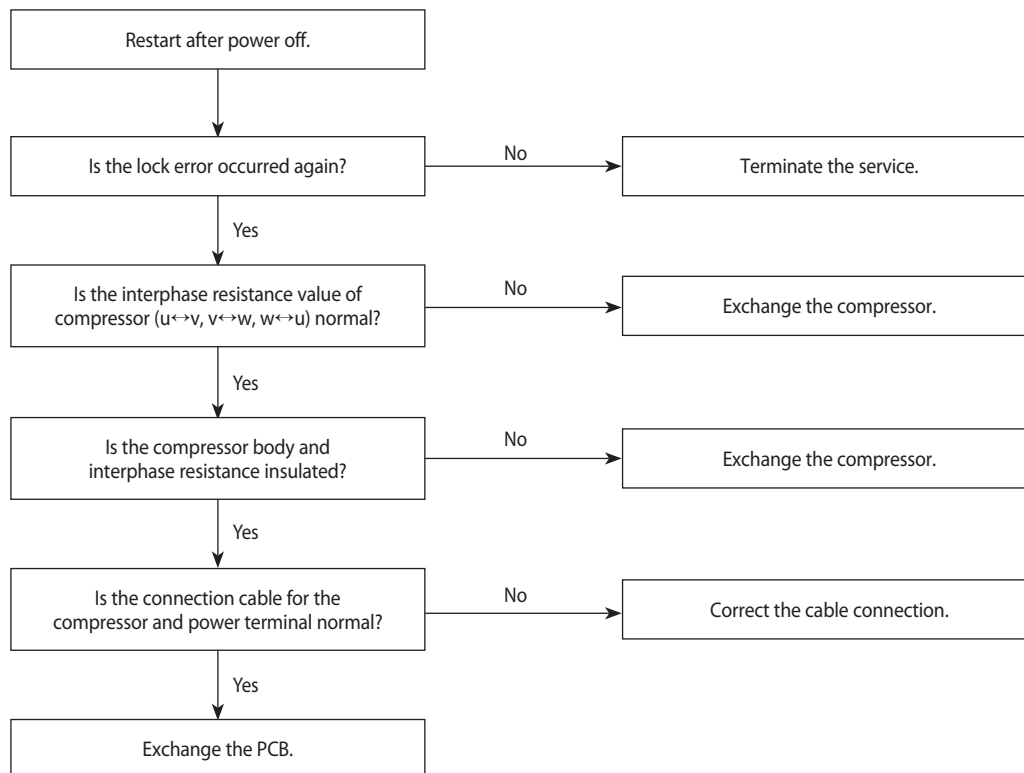 Restart after power off.
Is the lock error occurred again?
No
Terminate the service.
Yes
Is the interphase resistance value of
compressor (u↔v, v↔w, w↔u) normal?
No
Exchange the compressor.
Yes
Is the compressor body and
interphase resistance insulated?
No
Exchange the compressor.
Yes
Is the connection cable for the
compressor and power terminal normal?
No
Correct the cable connection.
Yes
Exchange the PCB.